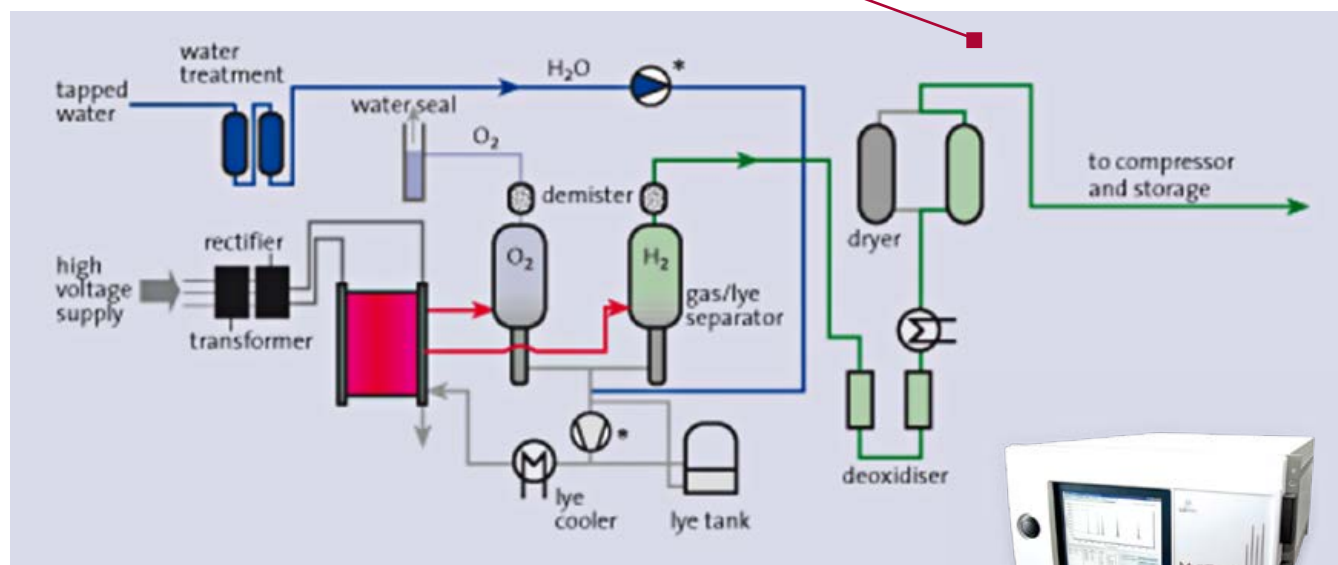 water
treatment
tapped
water
H₂O
*
water seal
O₂
demister
to compressor
and storage
dryer
rectifier
high
voltage
supply
transformer
O₂
H₂
gas/lye
separator
*
lye
cooler
lye tank
deoxidiser